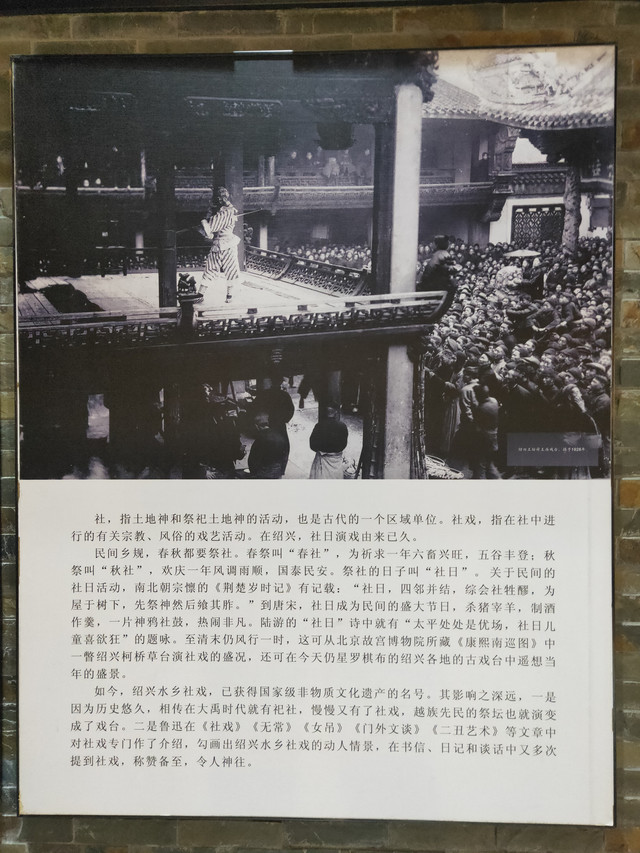 社，指土地神和祭祀土地神的活动，也是古代的一个区域单位。社戏，指在社中进
行的有关宗教、风俗的戏艺活动。在绍兴，社日演戏由来已久。
民间乡规，春秋都要祭社。春祭叫“春社”，为祈求一年六畜兴旺，五谷丰登；秋
祭叫“秋社”，欢庆一年风调雨顺，国泰民安。祭社的日子叫“社日”。关于民间的
社日活动，南北朝宗懔的《荆楚岁时记》有记载：“社日，四邻并结，综会社牲醪，为
屋于树下，先祭神然后飨其胙。”到唐宋，社日成为民间的盛大节日，杀猪宰羊，制酒
作羹，一片神鸦社鼓，热闹非凡。陆游的“社日”诗中就有“太平处处是优场，社日儿
童喜欲狂”的题咏。至清末仍风行一时，这可从北京故宫博物院所藏《康熙南巡图》中
一瞥绍兴柯桥草台演社戏的盛况，还可在今天仍星罗棋布的绍兴各地的古戏台中遥想当
年的盛景。
如今，绍兴水乡社戏，已获得国家级非物质文化遗产的名号。其影响之深远，一是
因为历史悠久，相传在大禹时代就有祀社，慢慢又有了社戏，越族先民的祭坛也就演变
成了戏台。二是鲁迅在《社戏》《无常》《女吊》《门外文谈》《二丑艺术》等文章中
对社戏专门作了介绍，勾画出绍兴水乡社戏的动人情景，在书信、日记和谈话中又多次
提到社戏，称赞备至，令人神往。